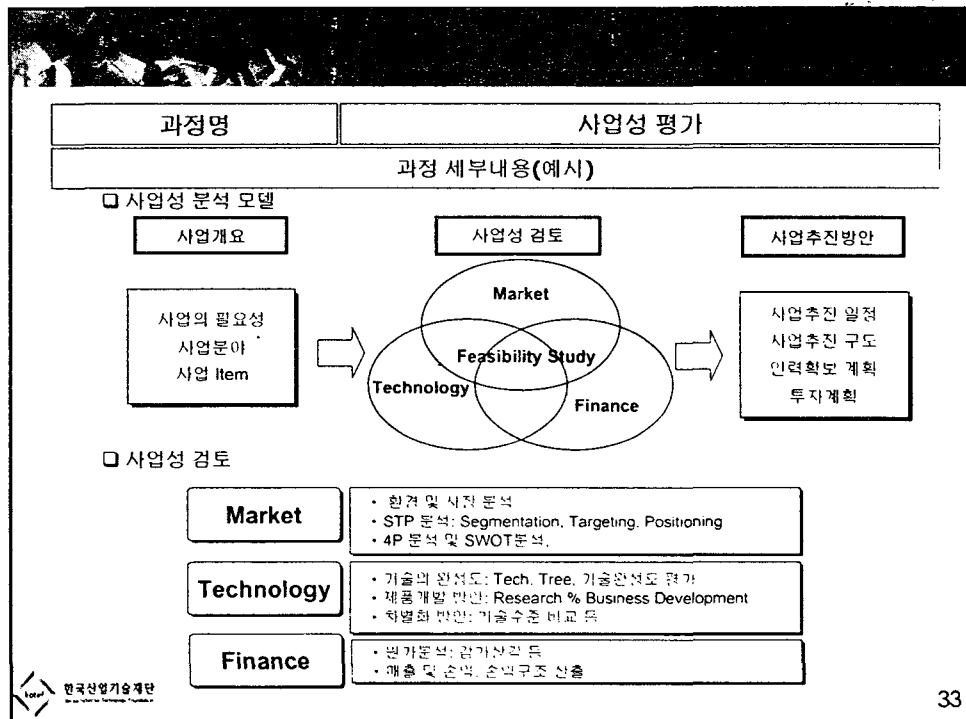 과정명
사업성 평가
과정 세부내용(예시)
❑ 사업성 분석 모델
사업개요
사업성 검토
사업추진방안
사업의 필요성
사업분야
사업 Item
Market
Feasibility Study
Technology
Finance
사업추진 일정
사업추진 구도
인력확보 계획
투자계획
❑ 사업성 검토
Market
• 환경 및 시장 분석
• STP 분석: Segmentation, Targeting, Positioning
• 4P 분석 및 SWOT분석,
Technology
• 기술의 완성도: Tech. Tree, 기술완성도 평가
• 제품개발 방안: Research % Business Development
• 차별화 방안: 기술수준 비교 등
Finance
• 원가분석: 감가상각 등
• 매출 및 손익, 손익구조 산출
한국산업기술재단
33